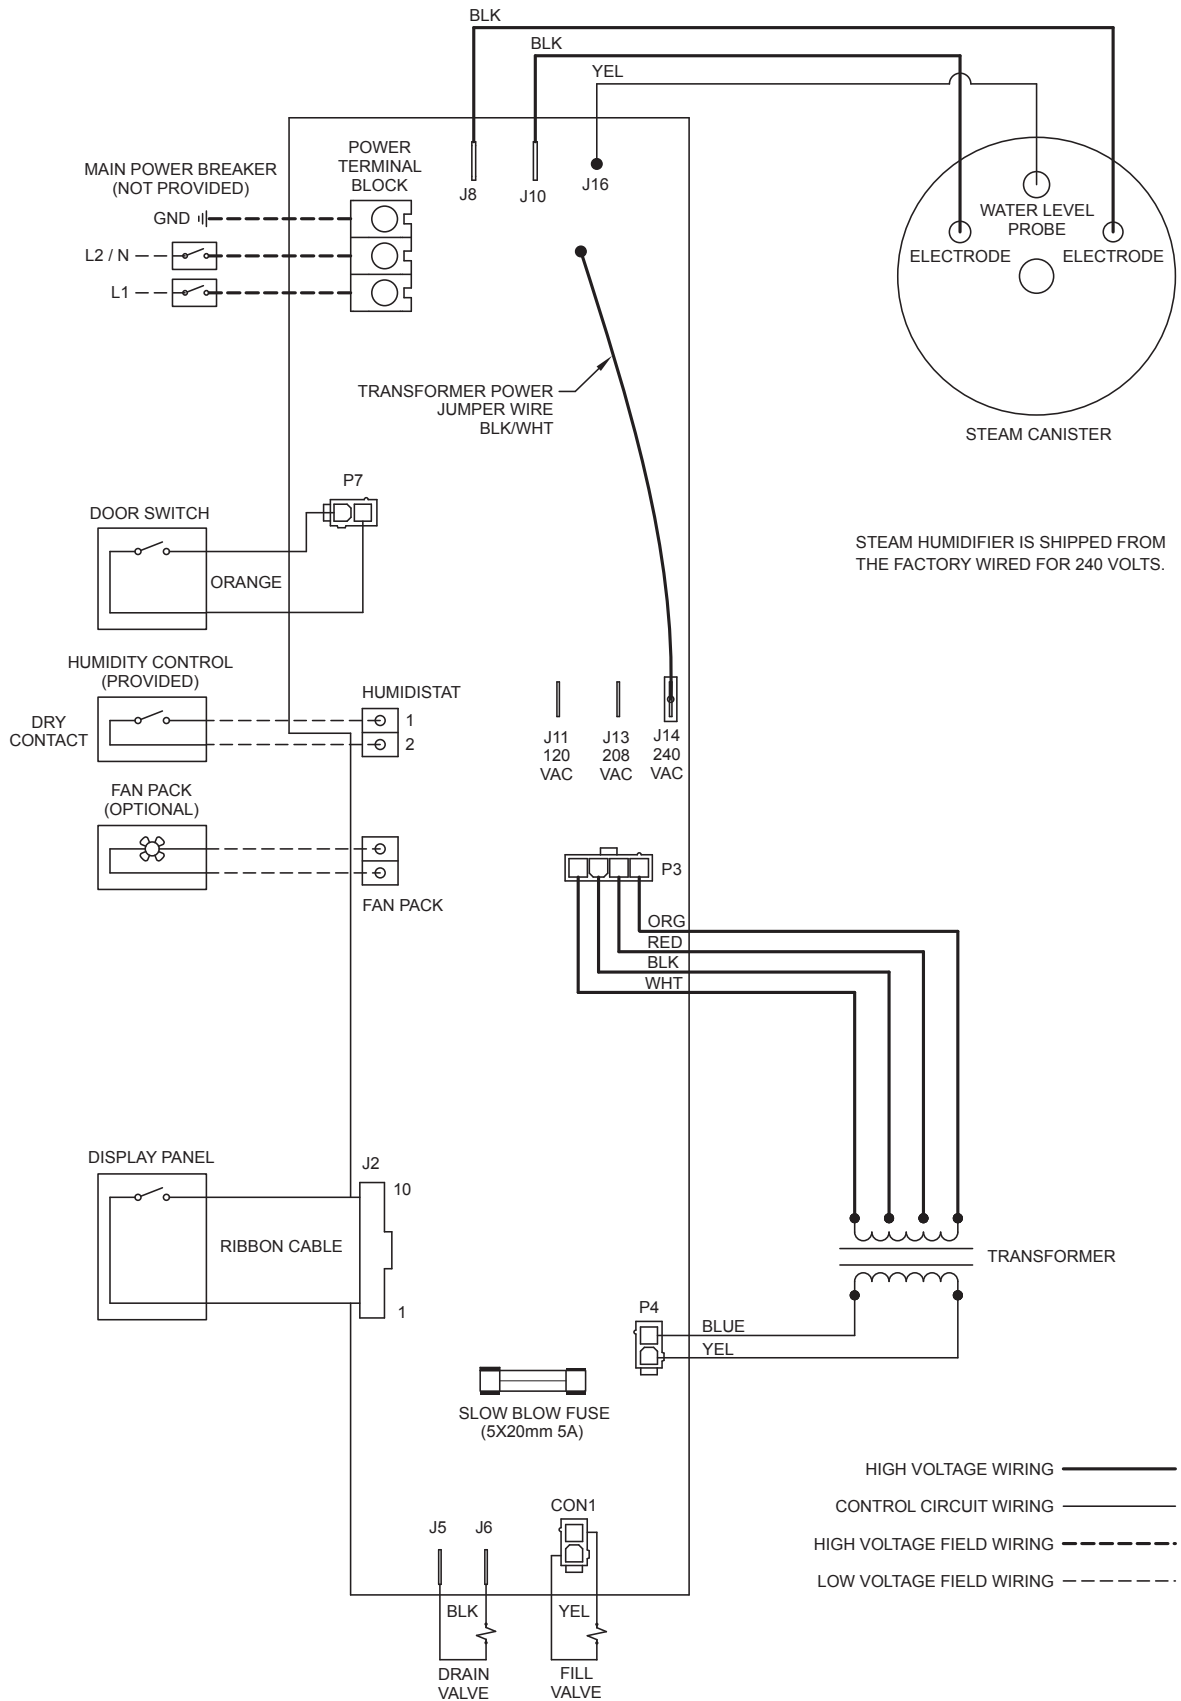 BLK
BLK
YEL
POWER
TERMINAL
BLOCK
MAIN POWER BREAKER
(NOT PROVIDED)
GND
L2 / N
L1
J8
J10
J16
WATER LEVEL
PROBE
ELECTRODE
ELECTRODE
STEAM CANISTER
TRANSFORMER POWER
JUMPER WIRE
BLK/WHT
P7
DOOR SWITCH
ORANGE
STEAM HUMIDIFIER IS SHIPPED FROM
THE FACTORY WIRED FOR 240 VOLTS.
HUMIDITY CONTROL
(PROVIDED)
DRY
CONTACT
HUMIDISTAT
1
2
J11
120
VAC
J13
208
VAC
J14
240
VAC
FAN PACK
(OPTIONAL)
FAN PACK
P3
ORG
RED
BLK
WHT
DISPLAY PANEL
J2
10
RIBBON CABLE
1
TRANSFORMER
P4
BLUE
YEL
SLOW BLOW FUSE
(5X20mm 5A)
HIGH VOLTAGE WIRING
CONTROL CIRCUIT WIRING
HIGH VOLTAGE FIELD WIRING
LOW VOLTAGE FIELD WIRING
J5
J6
CON1
BLK
YEL
DRAIN
VALVE
FILL
VALVE